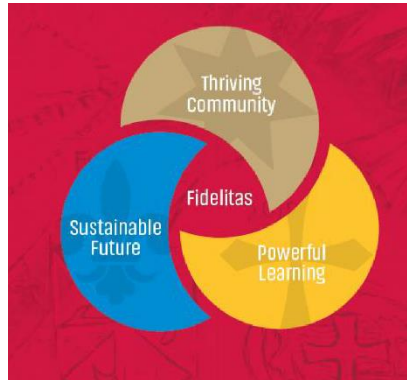 Thriving
Community
Fidelitas
Sustainable
Future
Powerful
Learning